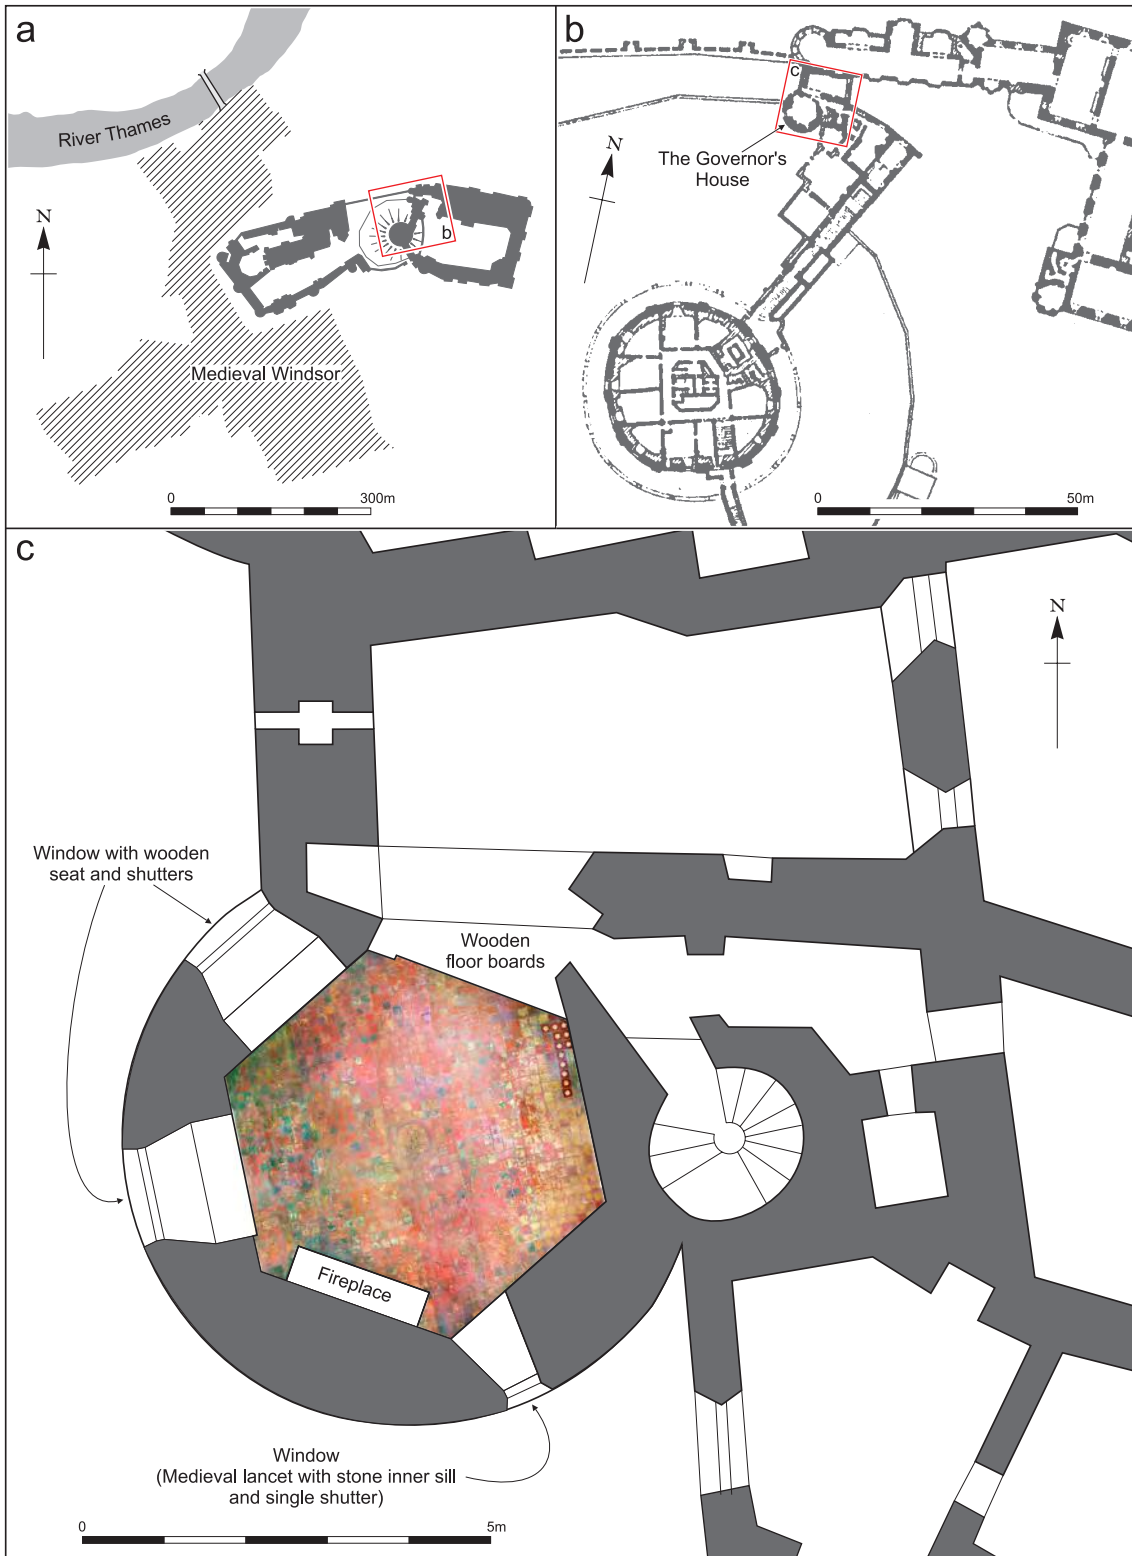 a
River Thames
N
b
Medieval Windsor
0 300m
b
c
N
The Governor's
House
0 50m
c
N
Window with wooden
seat and shutters
Wooden
floor boards
Fireplace
Window
(Medieval lancet with stone inner sill
and single shutter)
0 5m